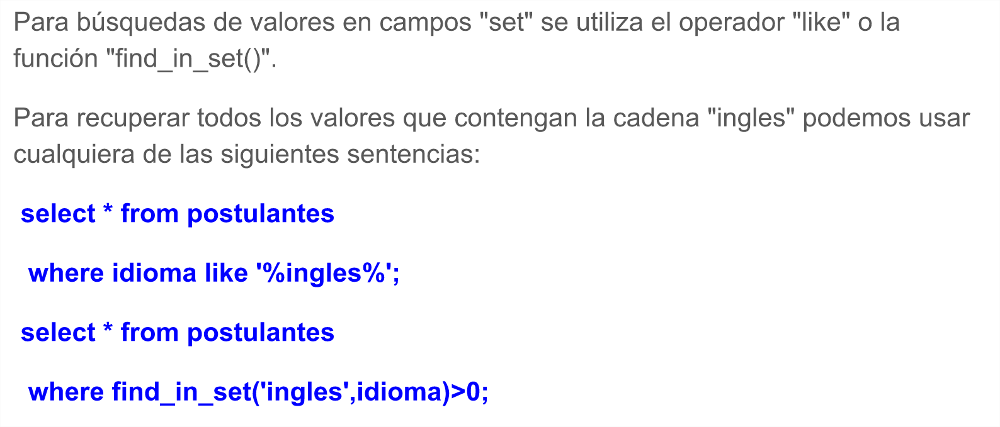 Para búsquedas de valores en campos "set" se utiliza el operador "like" o la
función "find_in_set()".
Para recuperar todos los valores que contengan la cadena "ingles" podemos usar
cualquiera de las siguientes sentencias:
select * from postulantes
where idioma like '%ingles%';
select * from postulantes
where find_in_set('ingles',idioma)>0;